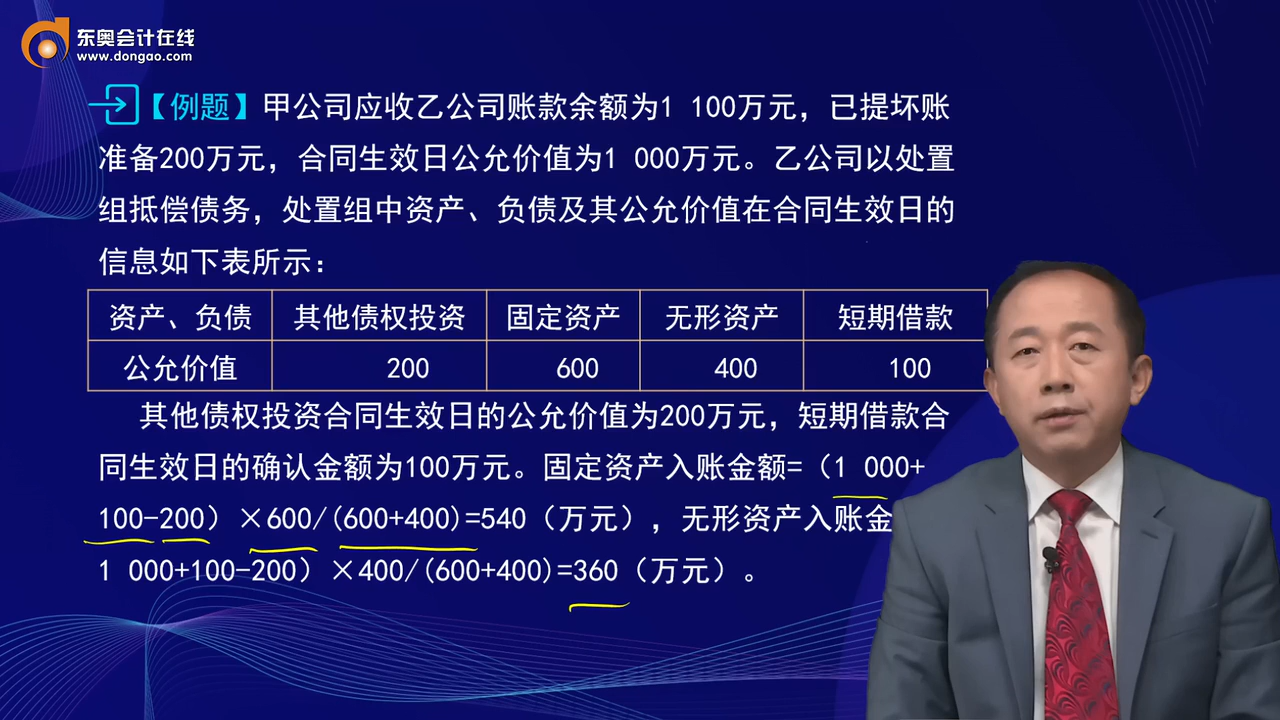 东奥会计在线
www.dongao.com
【例题】甲公司应收乙公司账款余额为1 100万元，已提坏账
准备200万元，合同生效日公允价值为1 000万元。乙公司以处置
组抵偿债务，处置组中资产、负债及其公允价值在合同生效日的
信息如下表所示：
资产、负债 其他债权投资 固定资产 无形资产 短期借款
公允价值 200 600 400 100
其他债权投资合同生效日的公允价值为200万元，短期借款合
同生效日的确认金额为100万元。固定资产入账金额=（1 000+
100-200）×600/(600+400)=540（万元），无形资产入账金
1 000+100-200）×400/(600+400)=360（万元）。